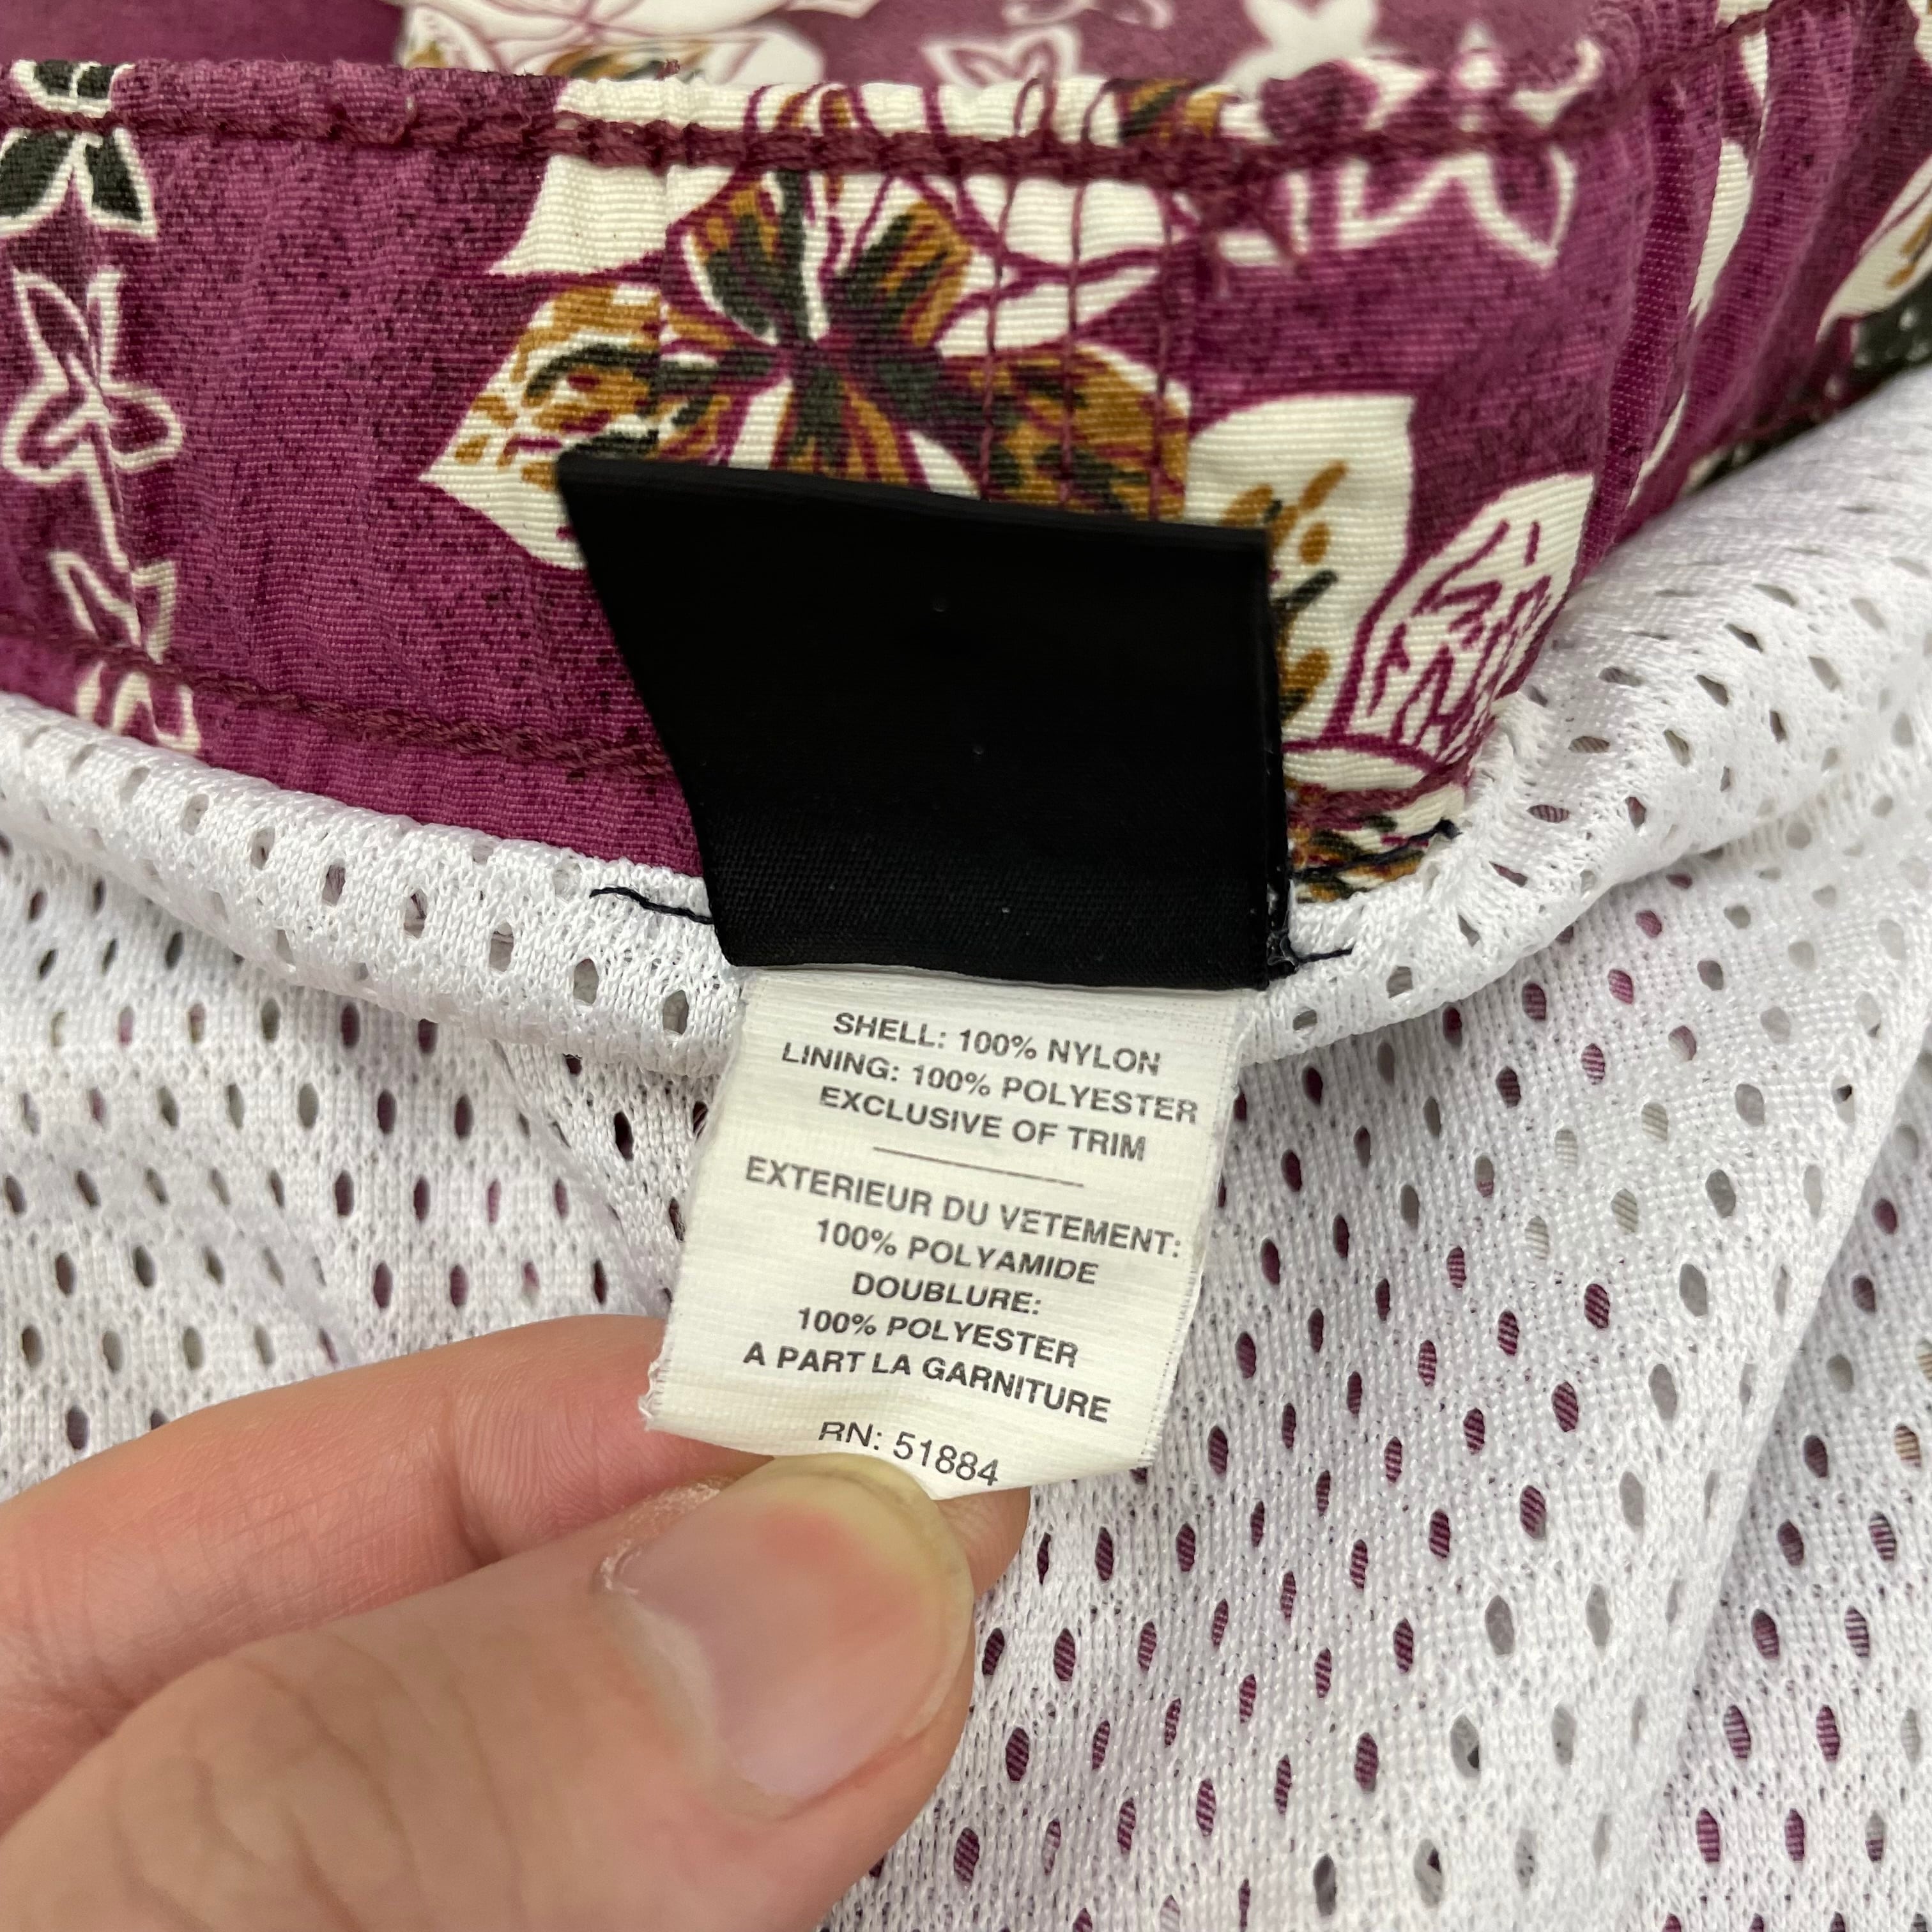 SHELL: 100% NYLON
LINING: 100% POLYESTER
EXCLUSIVE OF TRIM
EXTERIEUR DU VETEMENT:
100% POLYAMIDE
DOUBLURE:
100% POLYESTER
A PART LA GARNITURE
RN: 51884